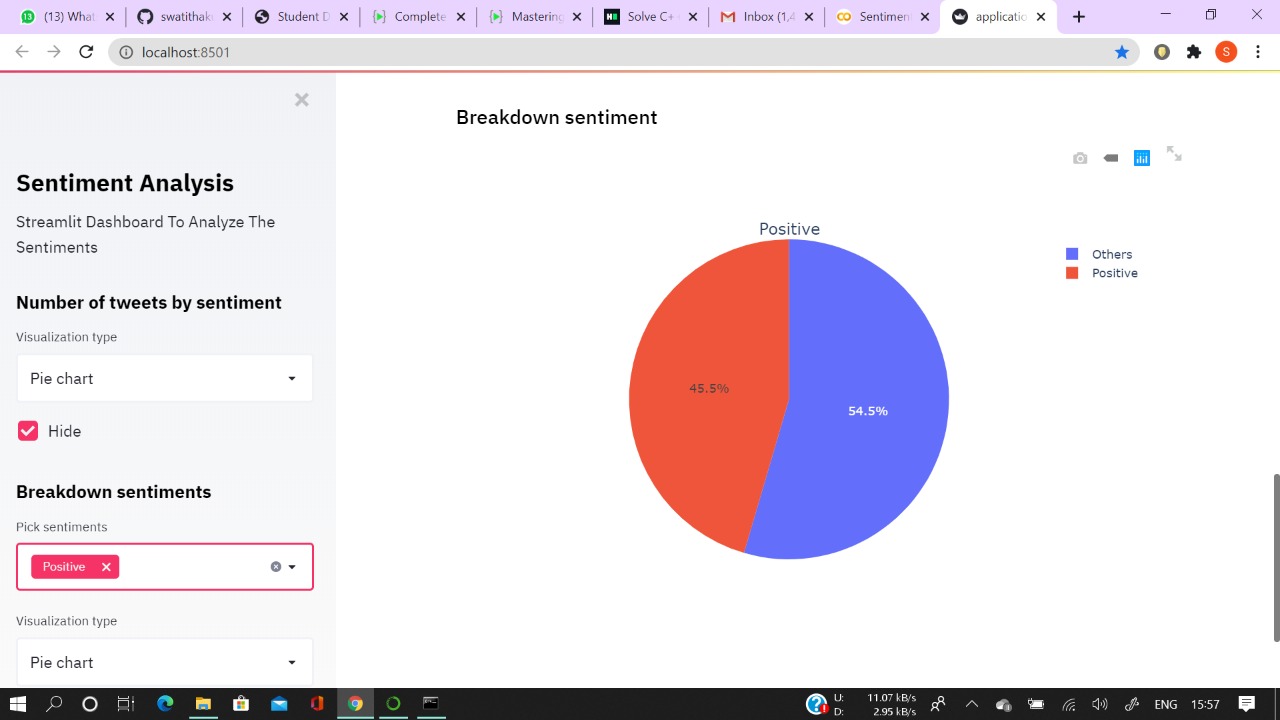 (13) What
swatithak
Student D
Complete
Mastering
Solve C+
Inbox (1,4
Sentimen
applicatio
localhost:8501
S
Sentiment Analysis
Streamlit Dashboard To Analyze The
Sentiments
Number of tweets by sentiment
Visualization type
Pie chart
Hide
Breakdown sentiments
Pick sentiments
Positive
Visualization type
Pie chart
Breakdown sentiment
Positive
45.5%
54.5%
Others
Positive
U: 11.07 kB/s
D: 2.95 kB/s
ENG
15:57